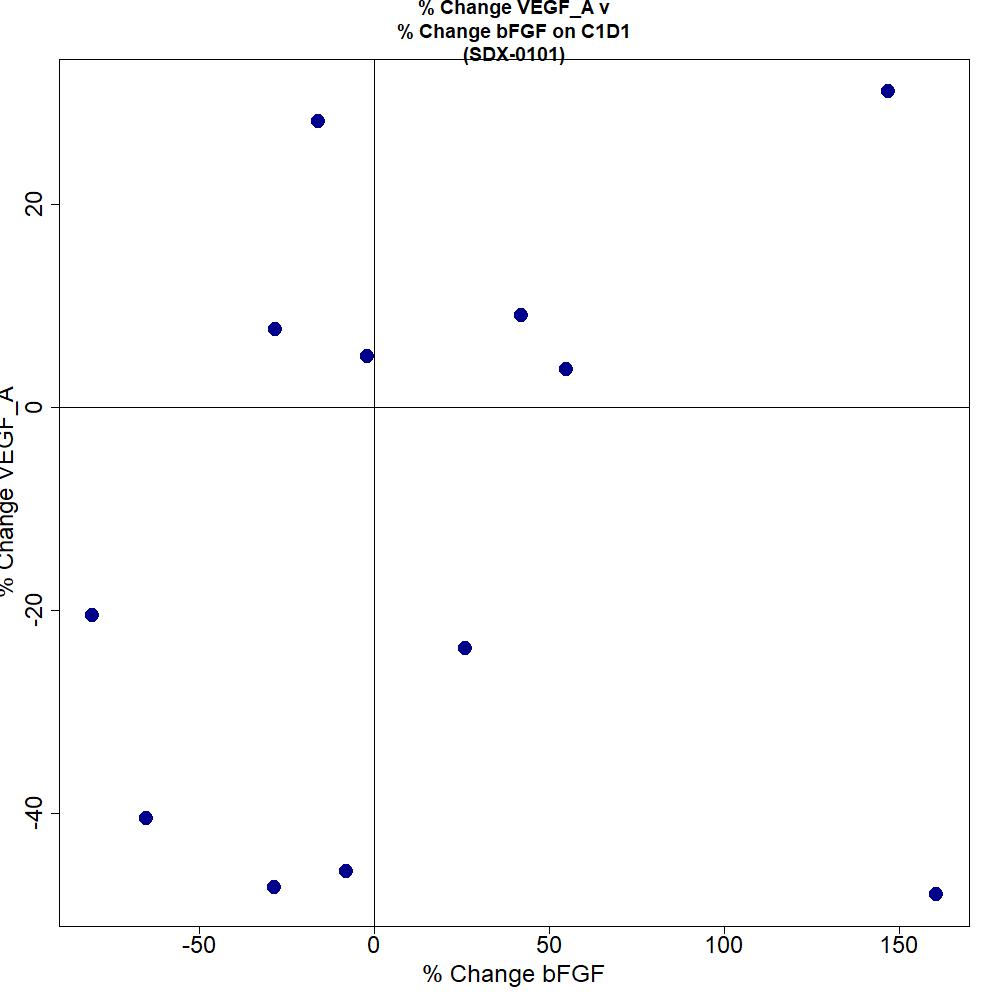 % Change VEGF_A v
% Change bFGF on C1D1
(SDX-0101)
% Change VEGF_A
20
0
-20
-40
-50
0
50
100
150
% Change bFGF